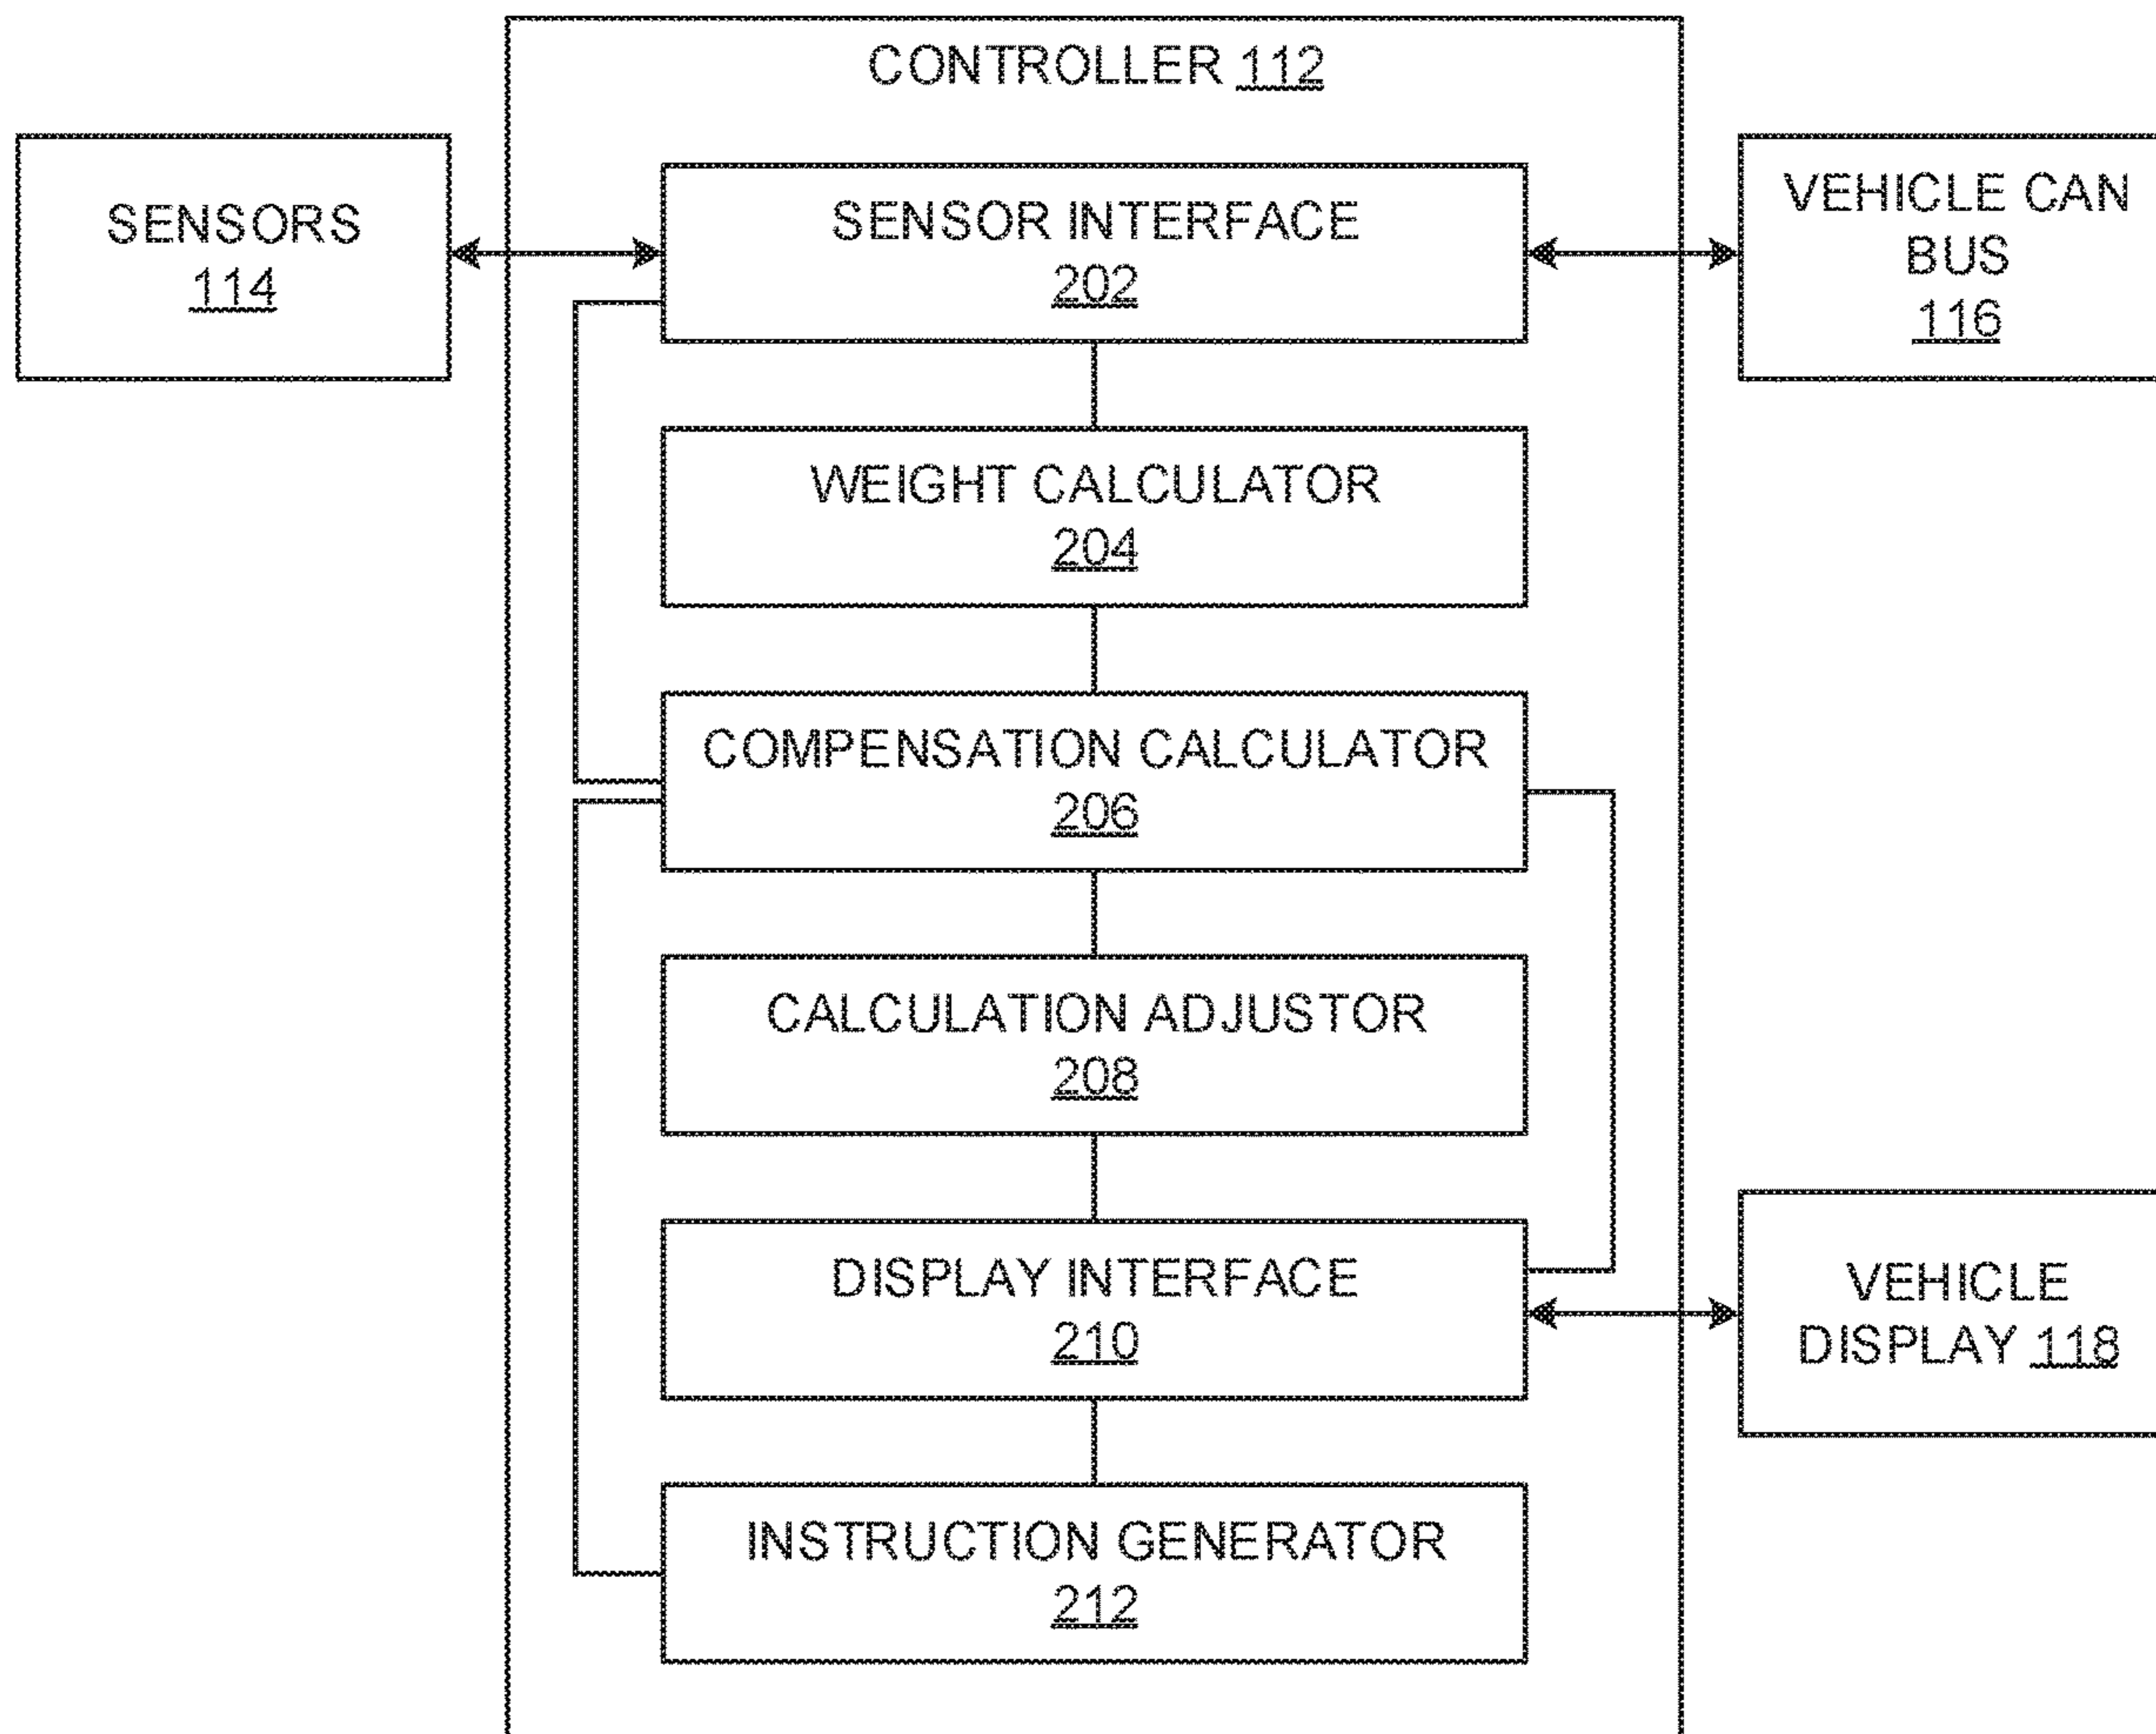 CONTROLLER 112
SENSORS
114
SENSOR INTERFACE
202
VEHICLE CAN
BUS
116
WEIGHT CALCULATOR
204
COMPENSATION CALCULATOR
206
CALCULATION ADJUSTOR
208
DISPLAY INTERFACE
210
VEHICLE
DISPLAY 118
INSTRUCTION GENERATOR
212